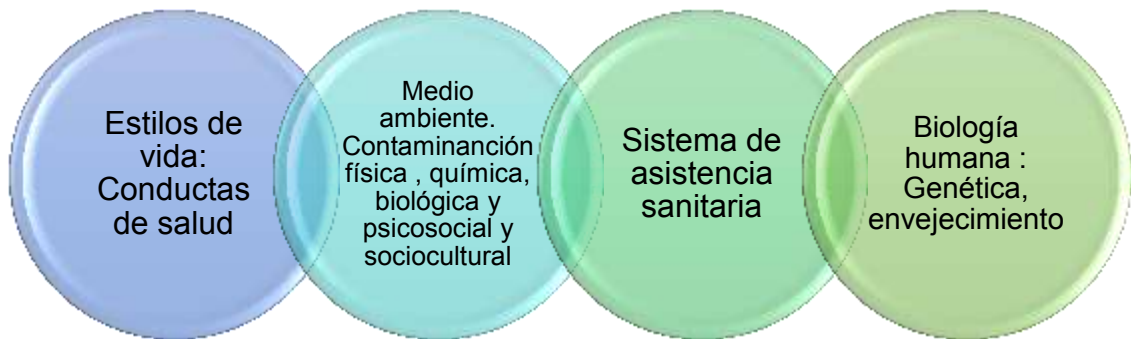 Estilos de
vida:
Conductas
de salud
Medio
ambiente.
Contaminanción
física , química,
biológica y
psicosocial y
sociocultural
Sistema de
asistencia
sanitaria
Biología
humana :
Genética,
envejecimiento